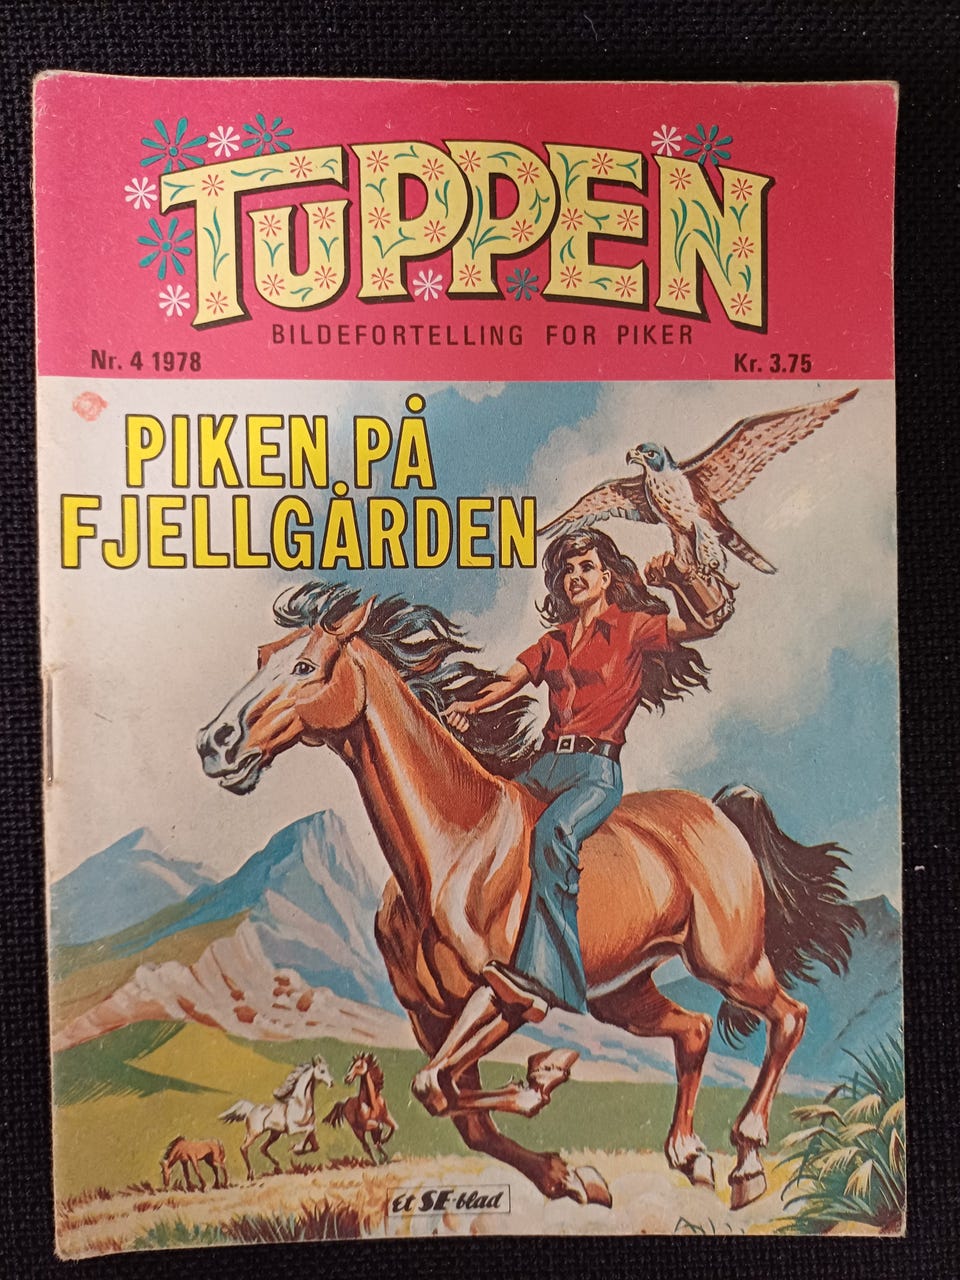 TUPPEN
BILDEFORTELLING FOR PIKER
Nr. 4 1978
Kr. 3.75
PIKEN PÅ
FJELLGÅRDEN
Et SE-blad